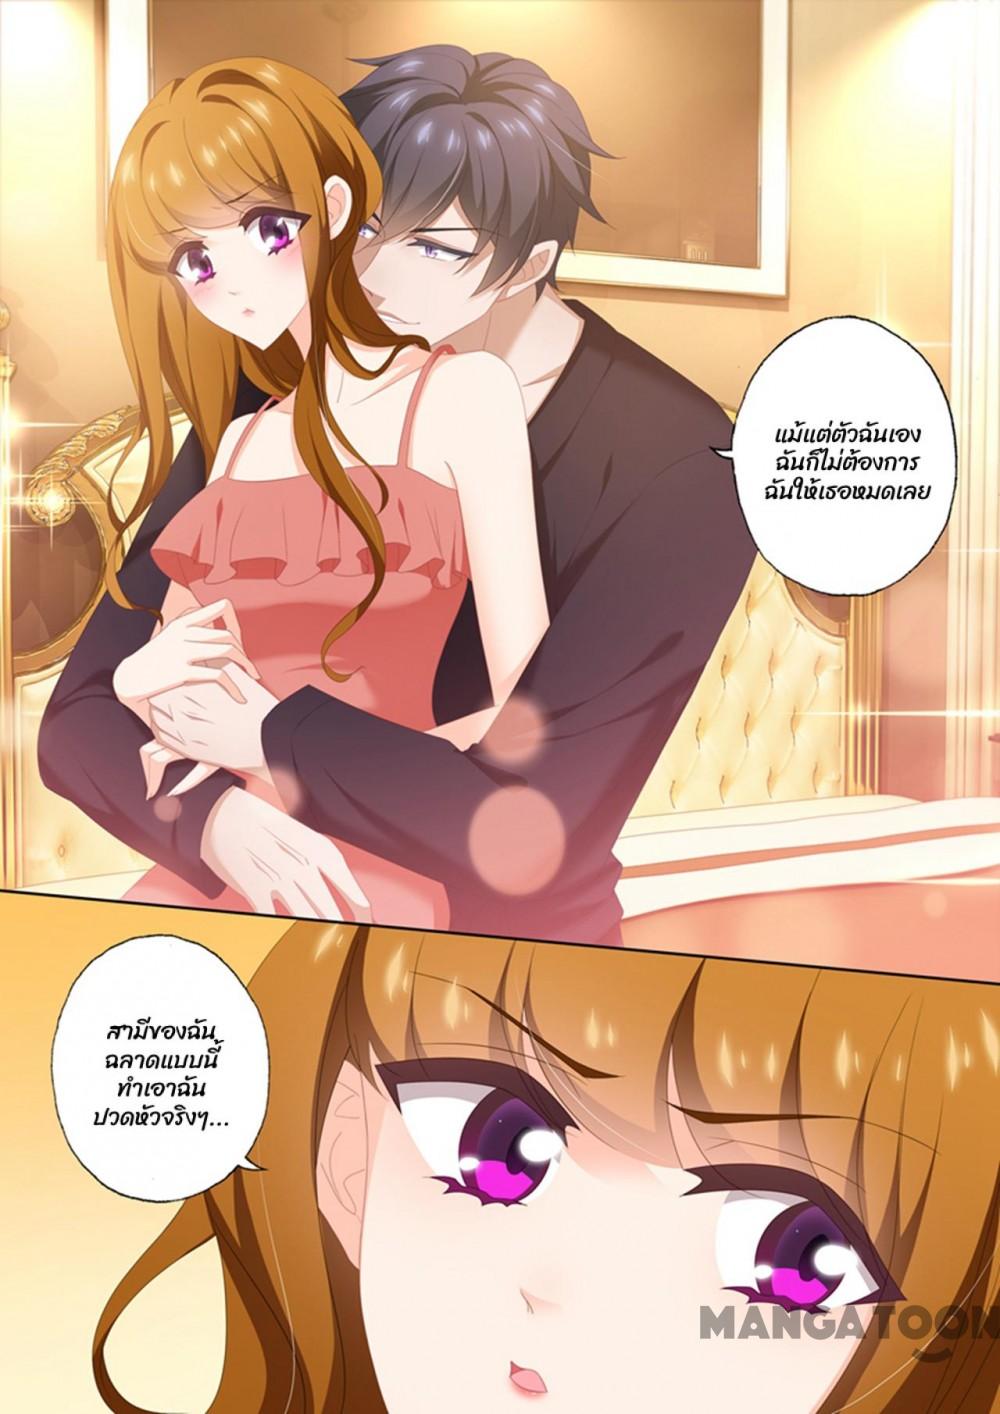 แม้แต่ตัวฉันเอง
ฉันก็ไม่ต้องการ
ฉันให้เธอหมดเลย
สามีของฉัน
ฉลาดแบบนี้
ทำเอาฉัน
ปวดหัวจริงๆ...
MANGATOON